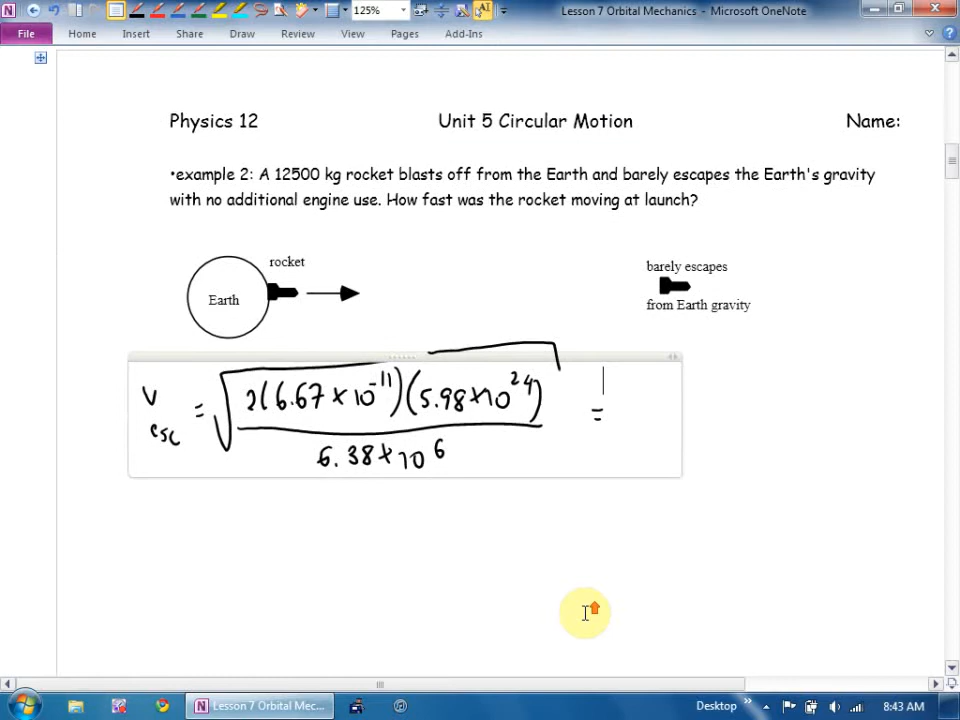 125%
Lesson 7 Orbital Mechanics - Microsoft OneNote
File Home Insert Share Draw Review View Pages Add-Ins
Physics 12 Unit 5 Circular Motion Name:
•example 2: A 12500 kg rocket blasts off from the Earth and barely escapes the Earth's gravity
with no additional engine use. How fast was the rocket moving at launch?
rocket
Earth
barely escapes
from Earth gravity
V esc = √ 2(6.67×10⁻¹¹)(5.98×10²⁴) =
6.38×10⁶
Lesson 7 Orbital Mec...
Desktop
8:43 AM